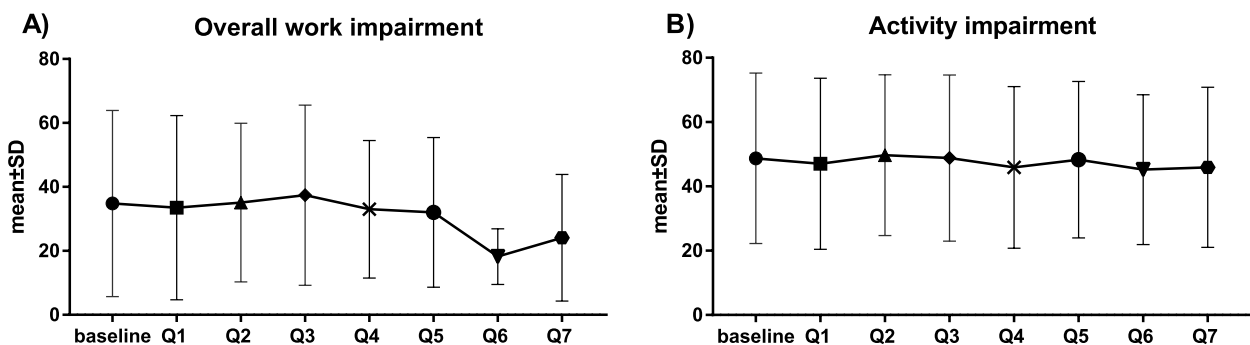 A)
Overall work impairment
mean±SD
80
60
40
20
0
baseline Q1 Q2 Q3 Q4 Q5 Q6 Q7
B)
Activity impairment
mean±SD
80
60
40
20
0
baseline Q1 Q2 Q3 Q4 Q5 Q6 Q7